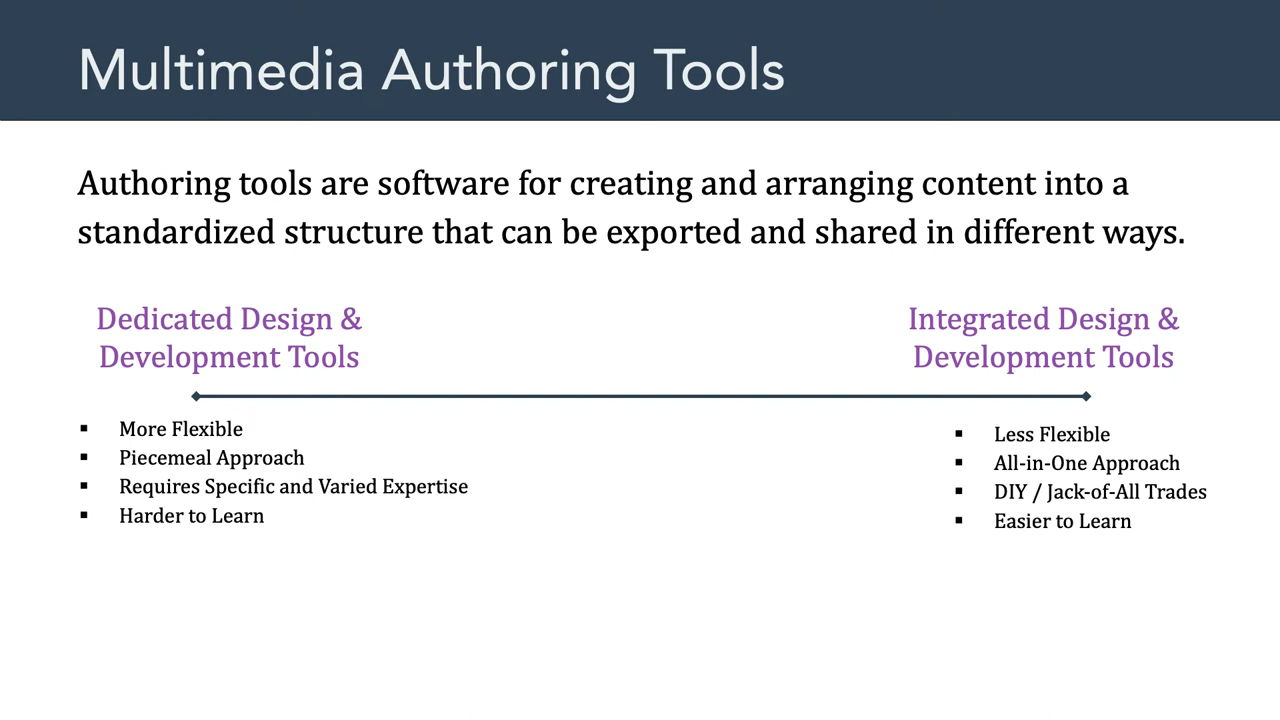 Multimedia Authoring Tools
Authoring tools are software for creating and arranging content into a
standardized structure that can be exported and shared in different ways.
Dedicated Design &
Development Tools
▪ More Flexible
▪ Piecemeal Approach
▪ Requires Specific and Varied Expertise
▪ Harder to Learn
Integrated Design &
Development Tools
▪ Less Flexible
▪ All-in-One Approach
▪ DIY / Jack-of-All Trades
▪ Easier to Learn